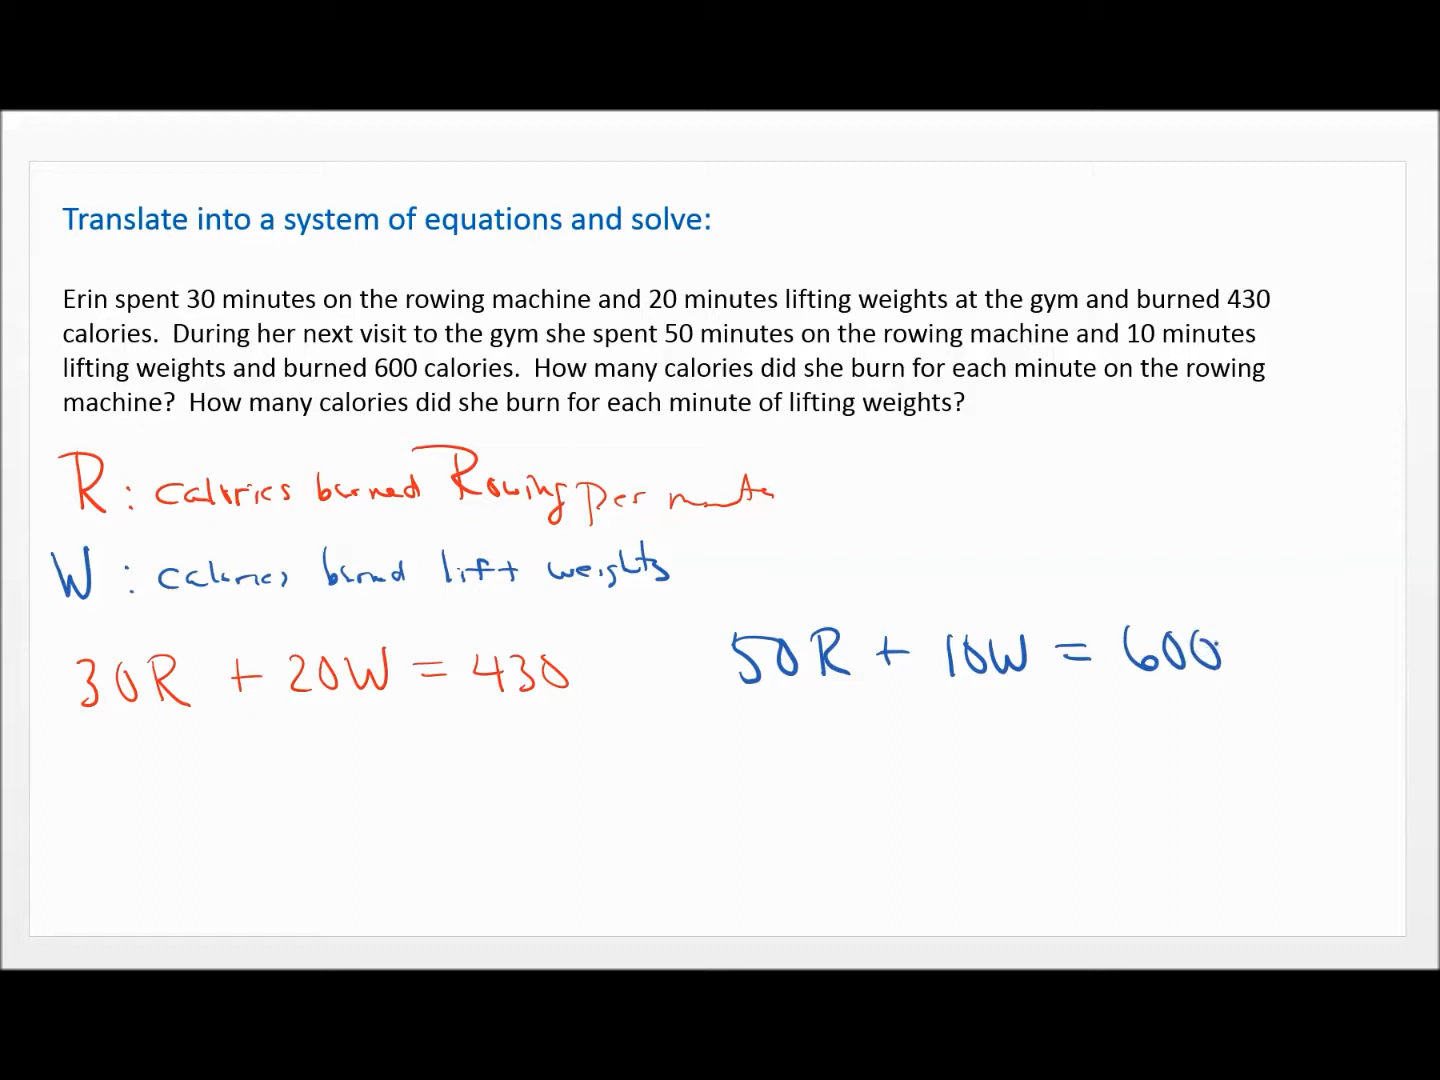 Translate into a system of equations and solve:
Erin spent 30 minutes on the rowing machine and 20 minutes lifting weights at the gym and burned 430
calories.  During her next visit to the gym she spent 50 minutes on the rowing machine and 10 minutes
lifting weights and burned 600 calories.  How many calories did she burn for each minute on the rowing
machine?  How many calories did she burn for each minute of lifting weights?
R : calories burned Rowing per minute
W : calories burned lift weights
30R + 20W = 430
50R + 10W = 600